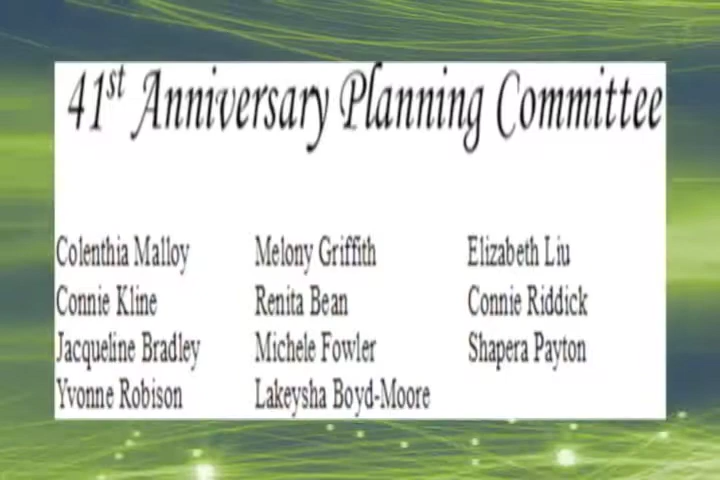 41st Anniversary Planning Committee
Colenthia Malloy Melony Griffith Elizabeth Liu
Connie Kline Renita Bean Connie Riddick
Jacqueline Bradley Michele Fowler Shapera Payton
Yvonne Robison Lakeysha Boyd-Moore